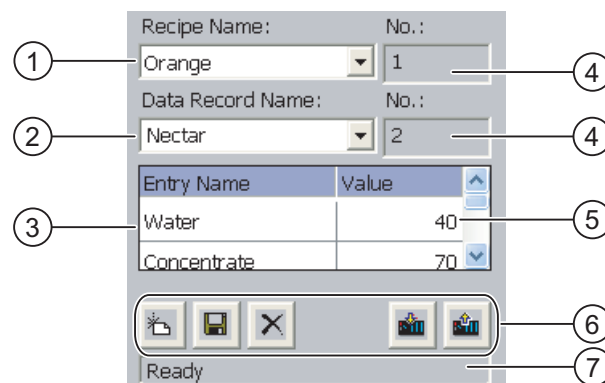 Recipe Name: No.:
1 Orange 1 4
Data Record Name: No.:
2 Nectar 2 4
Entry Name Value
3 Water 40 5
Concentrate 70
6
Ready 7